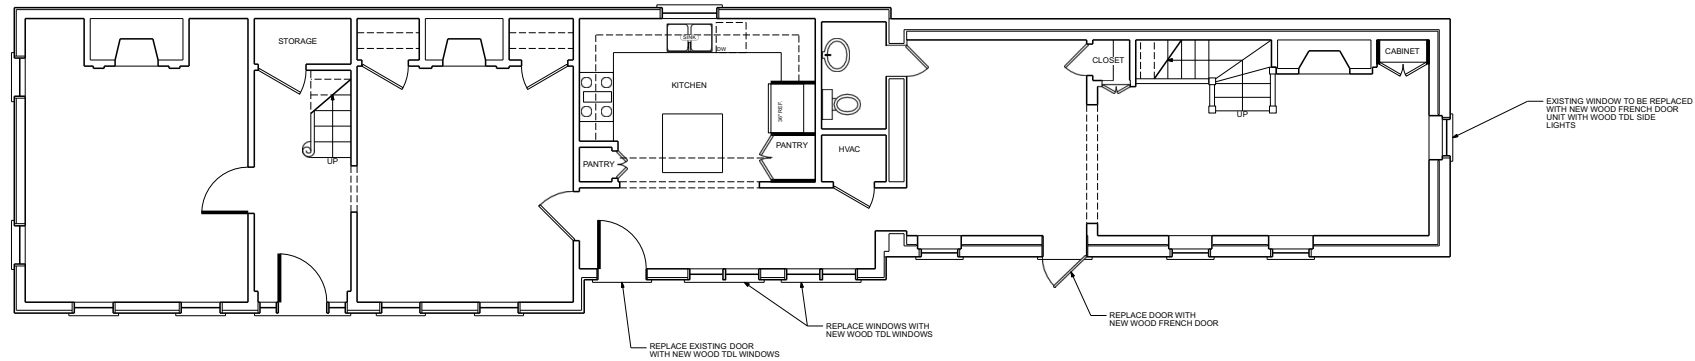 STORAGE
UP
SINK
DW
KITCHEN
36" REF.
PANTRY
PANTRY
HVAC
CLOSET
UP
CABINET
EXISTING WINDOW TO BE REPLACED
WITH NEW WOOD FRENCH DOOR
UNIT WITH WOOD TDL SIDE
LIGHTS
REPLACE DOOR WITH
NEW WOOD FRENCH DOOR
REPLACE WINDOWS WITH
NEW WOOD TDL WINDOWS
REPLACE EXISTING DOOR
WITH NEW WOOD TDL WINDOWS